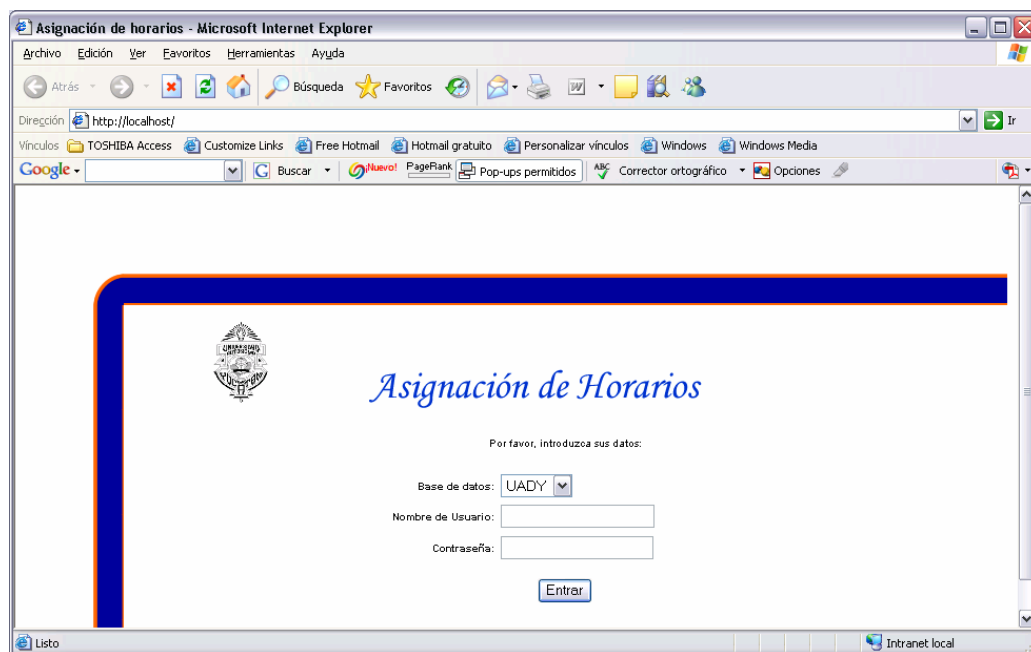 Asignación de horarios - Microsoft Internet Explorer
Archivo Edición Ver Favoritos Herramientas Ayuda
Atrás Búsqueda Favoritos
Dirección http://localhost/ Ir
Vínculos TOSHIBA Access Customize Links Free Hotmail Hotmail gratuito Personalizar vínculos Windows Windows Media
Google Buscar ¡Nuevo! PageRank Pop-ups permitidos ABC Corrector ortográfico Opciones
Asignación de Horarios
Por favor, introduzca sus datos:
Base de datos: UADY
Nombre de Usuario:
Contraseña:
Entrar
Listo Intranet local